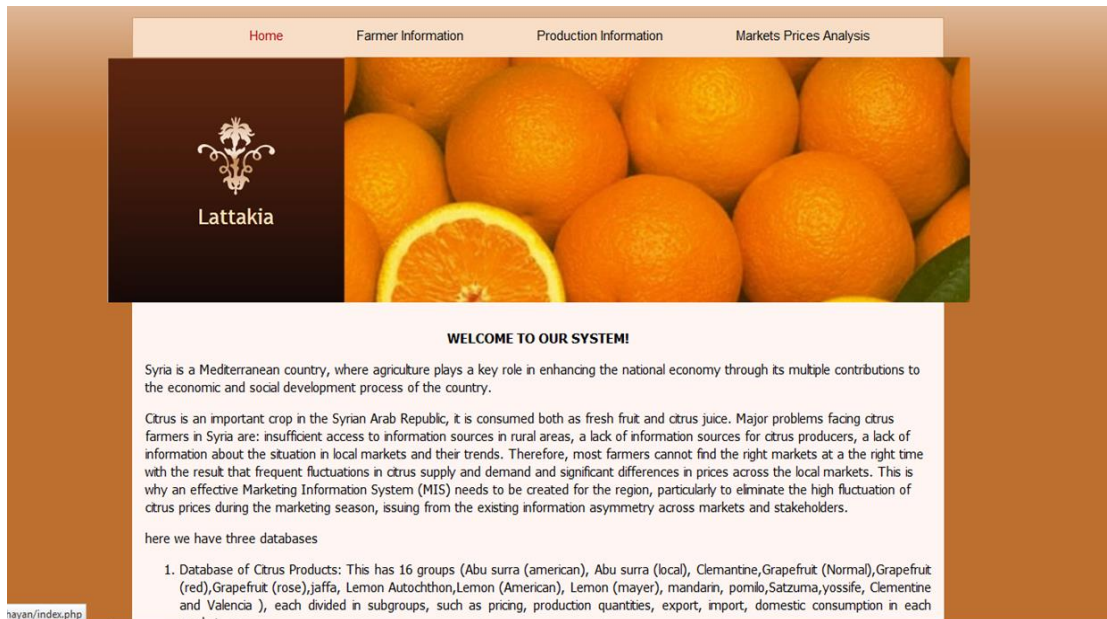 Home Farmer Information Production Information Markets Prices Analysis
Lattakia
WELCOME TO OUR SYSTEM!
Syria is a Mediterranean country, where agriculture plays a key role in enhancing the national economy through its multiple contributions to
the economic and social development process of the country.
Citrus is an important crop in the Syrian Arab Republic, it is consumed both as fresh fruit and citrus juice. Major problems facing citrus
farmers in Syria are: insufficient access to information sources in rural areas, a lack of information sources for citrus producers, a lack of
information about the situation in local markets and their trends. Therefore, most farmers cannot find the right markets at a the right time
with the result that frequent fluctuations in citrus supply and demand and significant differences in prices across the local markets. This is
why an effective Marketing Information System (MIS) needs to be created for the region, particularly to eliminate the high fluctuation of
citrus prices during the marketing season, issuing from the existing information asymmetry across markets and stakeholders.
here we have three databases
1. Database of Citrus Products: This has 16 groups (Abu surra (american), Abu surra (local), Clemantine,Grapefruit (Normal),Grapefruit
(red),Grapefruit (rose),jaffa, Lemon Autochthon,Lemon (American), Lemon (mayer), mandarin, pomilo,Satzuma,yossife, Clementine
and Valencia ), each divided in subgroups, such as pricing, production quantities, export, import, domestic consumption in each
hayan/index.php